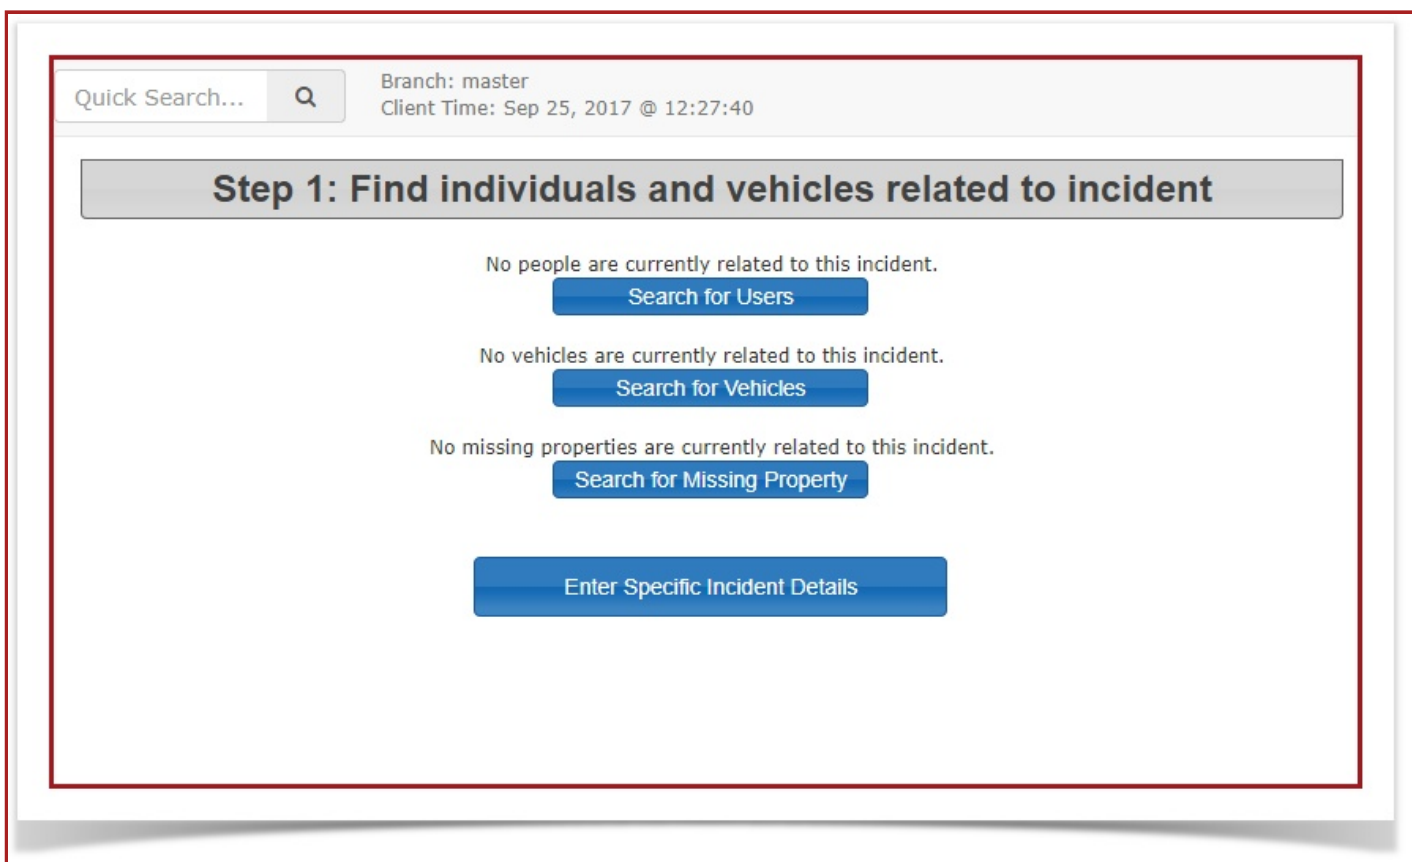 Quick Search...
Branch: master
Client Time: Sep 25, 2017 @ 12:27:40
Step 1: Find individuals and vehicles related to incident
No people are currently related to this incident.
Search for Users
No vehicles are currently related to this incident.
Search for Vehicles
No missing properties are currently related to this incident.
Search for Missing Property
Enter Specific Incident Details